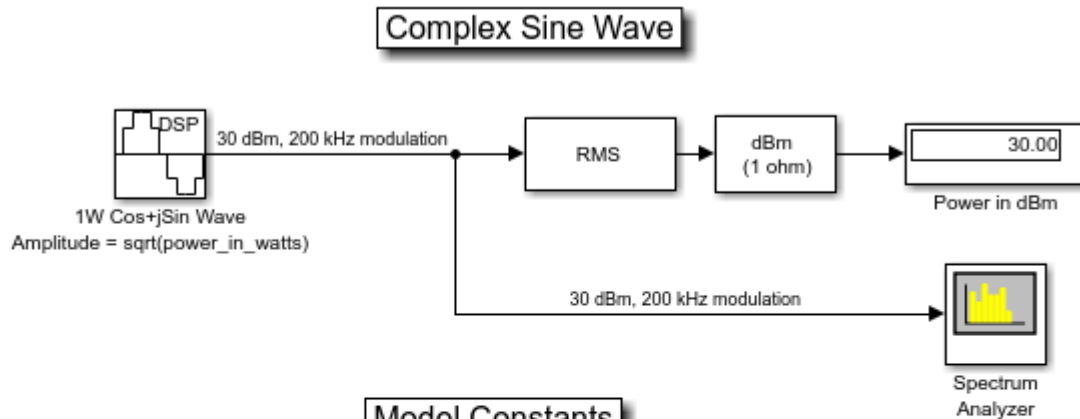 Complex Sine Wave
DSP
30 dBm, 200 kHz modulation
RMS
dBm
(1 ohm)
30.00
1W Cos+jSin Wave
Amplitude = sqrt(power_in_watts)
Power in dBm
30 dBm, 200 kHz modulation
Spectrum
Analyzer
Model Constants